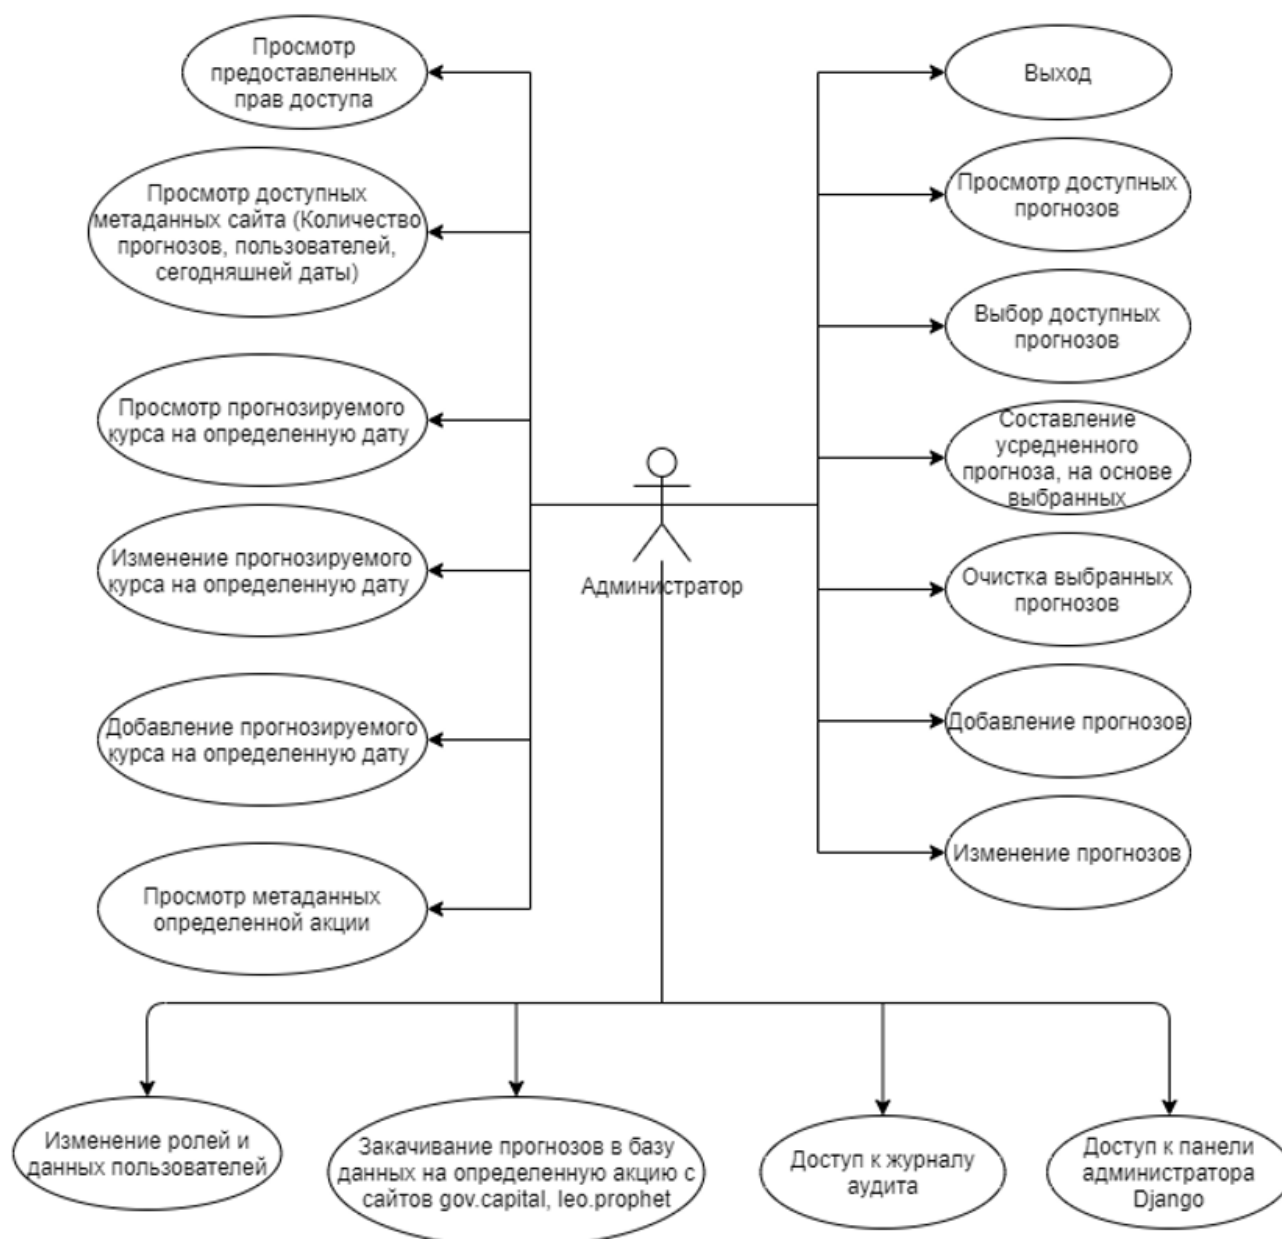 Просмотр
предоставленных
прав доступа
Просмотр доступных
метаданных сайта (Количество
прогнозов, пользователей,
сегодняшней даты)
Просмотр прогнозируемого
курса на определенную дату
Изменение прогнозируемого
курса на определенную дату
Добавление прогнозируемого
курса на определенную дату
Просмотр метаданных
определенной акции
Администратор
Выход
Просмотр доступных
прогнозов
Выбор доступных
прогнозов
Составление
усредненного
прогноза, на основе
выбранных
Очистка выбранных
прогнозов
Добавление прогнозов
Изменение прогнозов
Изменение ролей и
данных пользователей
Закачивание прогнозов в базу
данных на определенную акцию с
сайтов gov.capital, leo.prophet
Доступ к журналу
аудита
Доступ к панели
администратора
Django